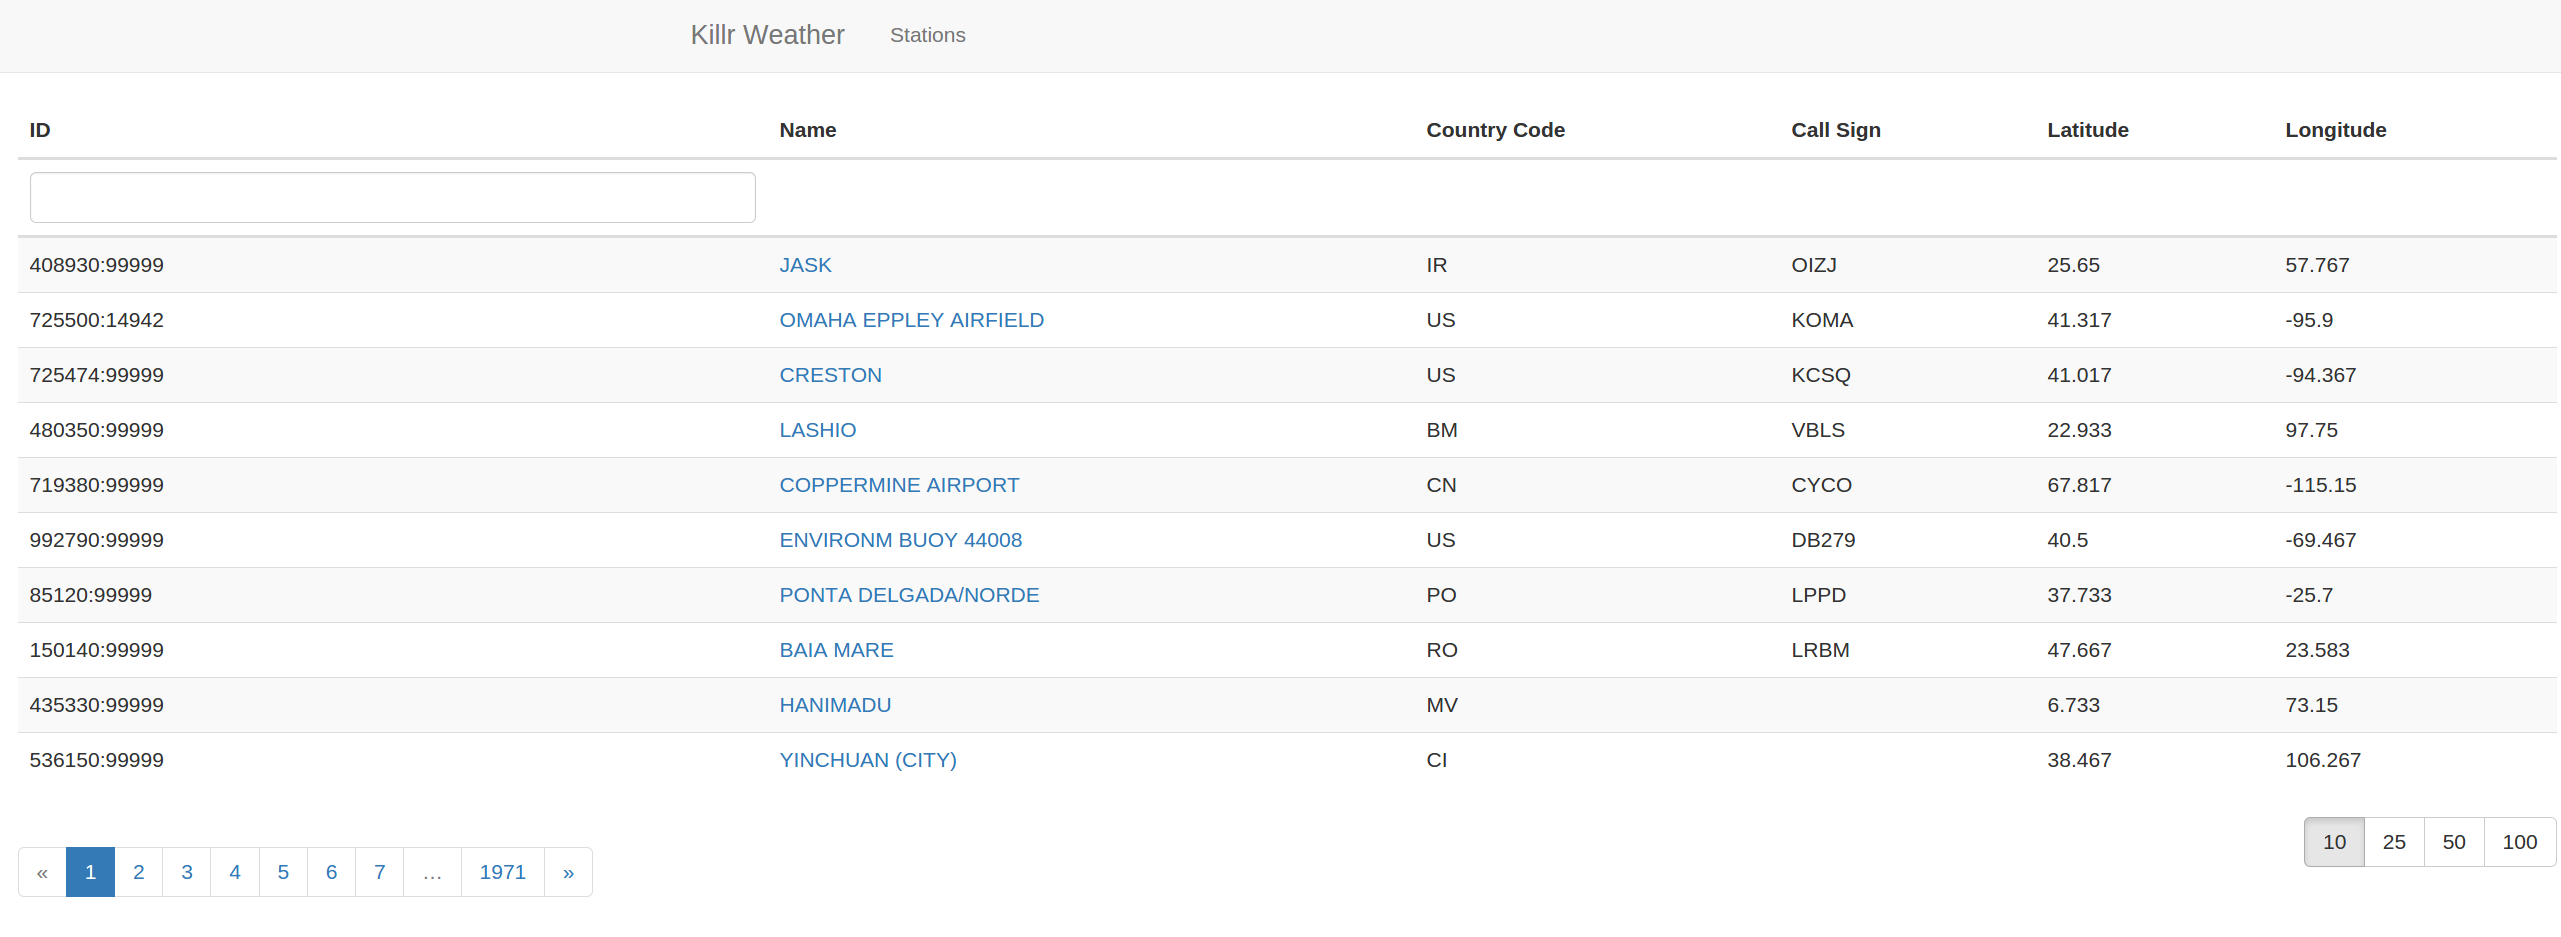 Killr Weather Stations
ID Name Country Code Call Sign Latitude Longitude
408930:99999 JASK IR OIZJ 25.65 57.767
725500:14942 OMAHA EPPLEY AIRFIELD US KOMA 41.317 -95.9
725474:99999 CRESTON US KCSQ 41.017 -94.367
480350:99999 LASHIO BM VBLS 22.933 97.75
719380:99999 COPPERMINE AIRPORT CN CYCO 67.817 -115.15
992790:99999 ENVIRONM BUOY 44008 US DB279 40.5 -69.467
85120:99999 PONTA DELGADA/NORDE PO LPPD 37.733 -25.7
150140:99999 BAIA MARE RO LRBM 47.667 23.583
435330:99999 HANIMADU MV 6.733 73.15
536150:99999 YINCHUAN (CITY) CI 38.467 106.267
10 25 50 100
« 1 2 3 4 5 6 7 … 1971 »